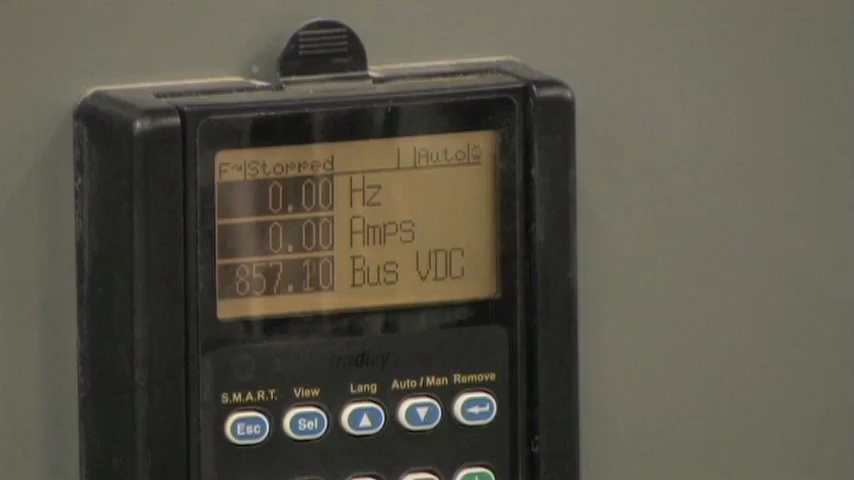 F~|Stopped | |Auto|
0.00 Hz
0.00 Amps
857.10 Bus VDC
S.M.A.R.T. View Lang Auto / Man Remove
Esc Sel